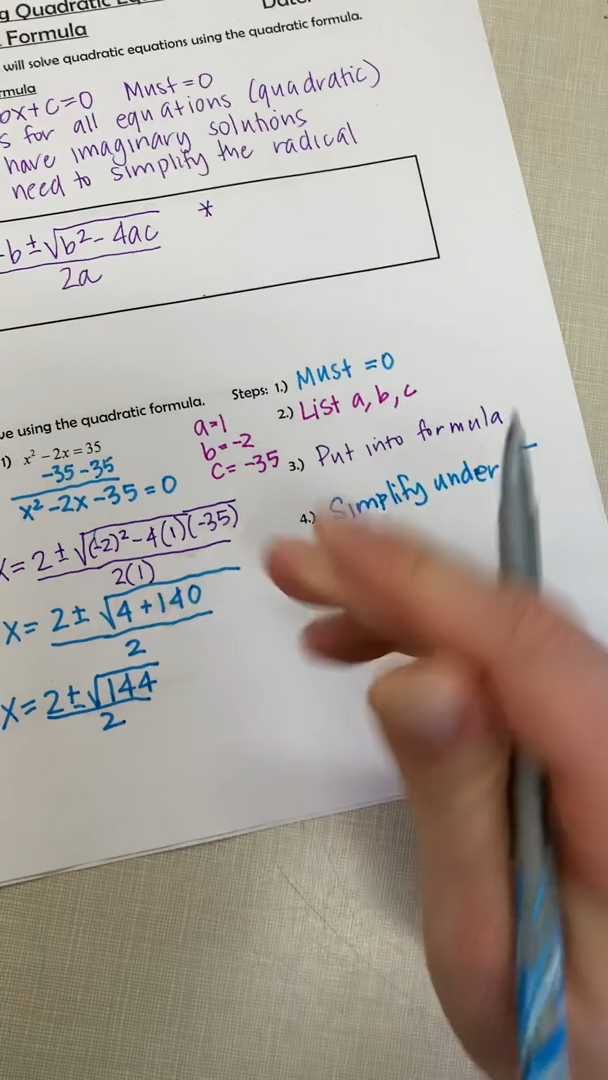 g Quadratic
Formula
will solve quadratic equations using the quadratic formula.
rmula
bx+c=0 Must=0
s for all equations (quadratic)
have imaginary solutions
need to simplify the radical
-b±√b²-4ac *
2a
ve using the quadratic formula.
1) x² – 2x = 35
-35 -35
x²-2x-35=0
a=1
b=-2
c=-35
x= 2 ± √(-2)²-4(1)(-35)
2(1)
x= 2± √4+140
2
x= 2±√144
2
Steps: 1.) Must =0
2.) List a, b, c
3.) Put into formula
4.) Simplify under √